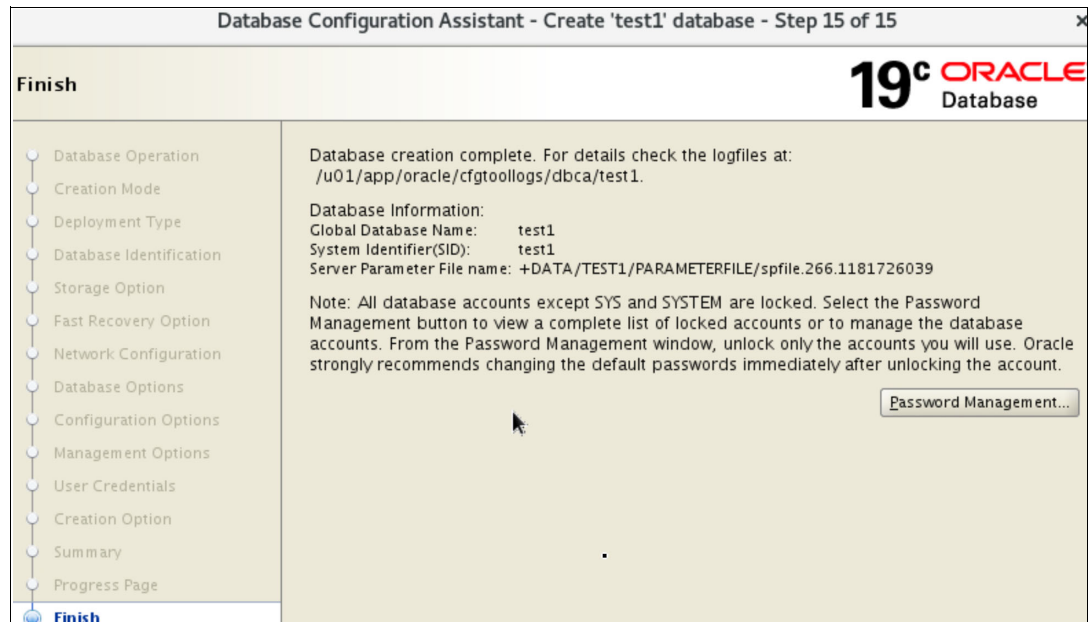 Database Configuration Assistant - Create 'test1' database - Step 15 of 15
Finish
19c ORACLE
Database
Database Operation
Creation Mode
Deployment Type
Database Identification
Storage Option
Fast Recovery Option
Network Configuration
Database Options
Configuration Options
Management Options
User Credentials
Creation Option
Summary
Progress Page
Finish
Database creation complete. For details check the logfiles at:
/u01/app/oracle/cfgtoollogs/dbca/test1.
Database Information:
Global Database Name: test1
System Identifier(SID): test1
Server Parameter File name: +DATA/TEST1/PARAMETERFILE/spfile.266.1181726039
Note: All database accounts except SYS and SYSTEM are locked. Select the Password
Management button to view a complete list of locked accounts or to manage the database
accounts. From the Password Management window, unlock only the accounts you will use. Oracle
strongly recommends changing the default passwords immediately after unlocking the account.
Password Management...